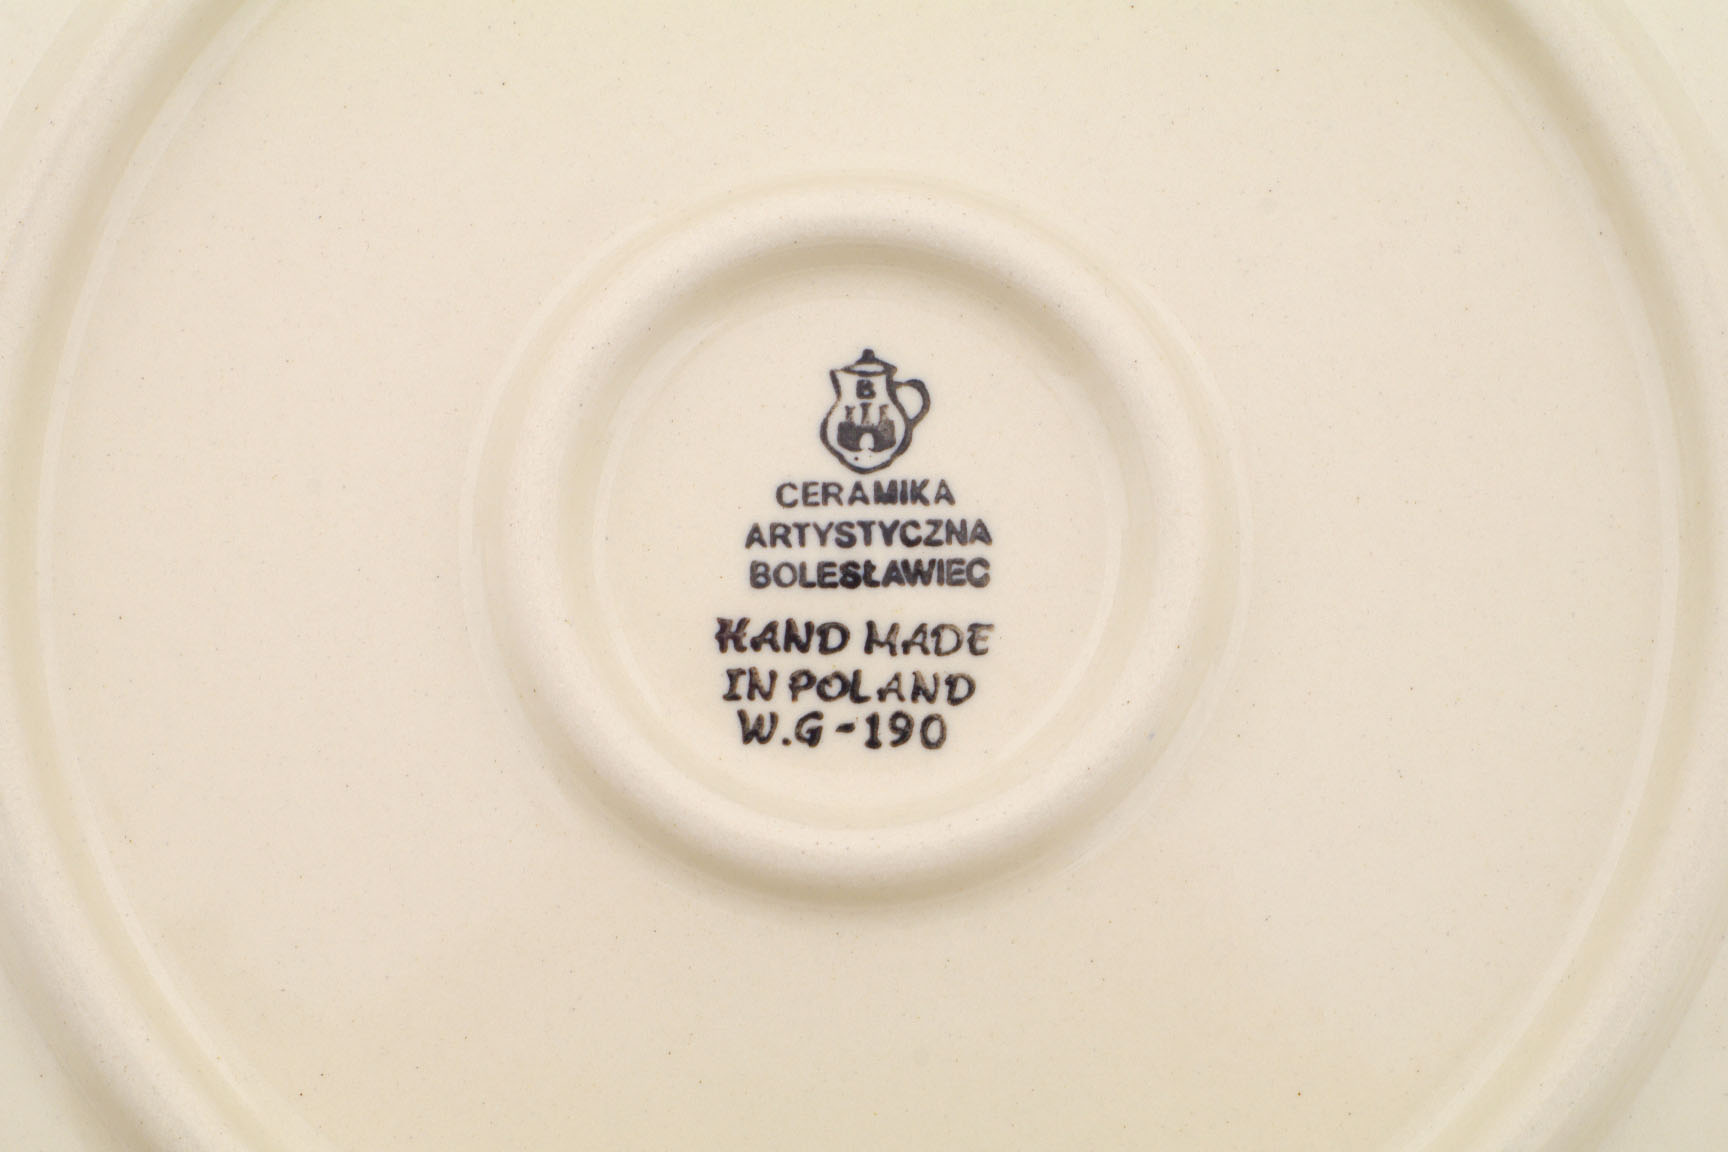 B
CERAMIKA
ARTYSTYCZNA
BOLESŁAWIEC
HAND MADE
IN POLAND
W.G-190